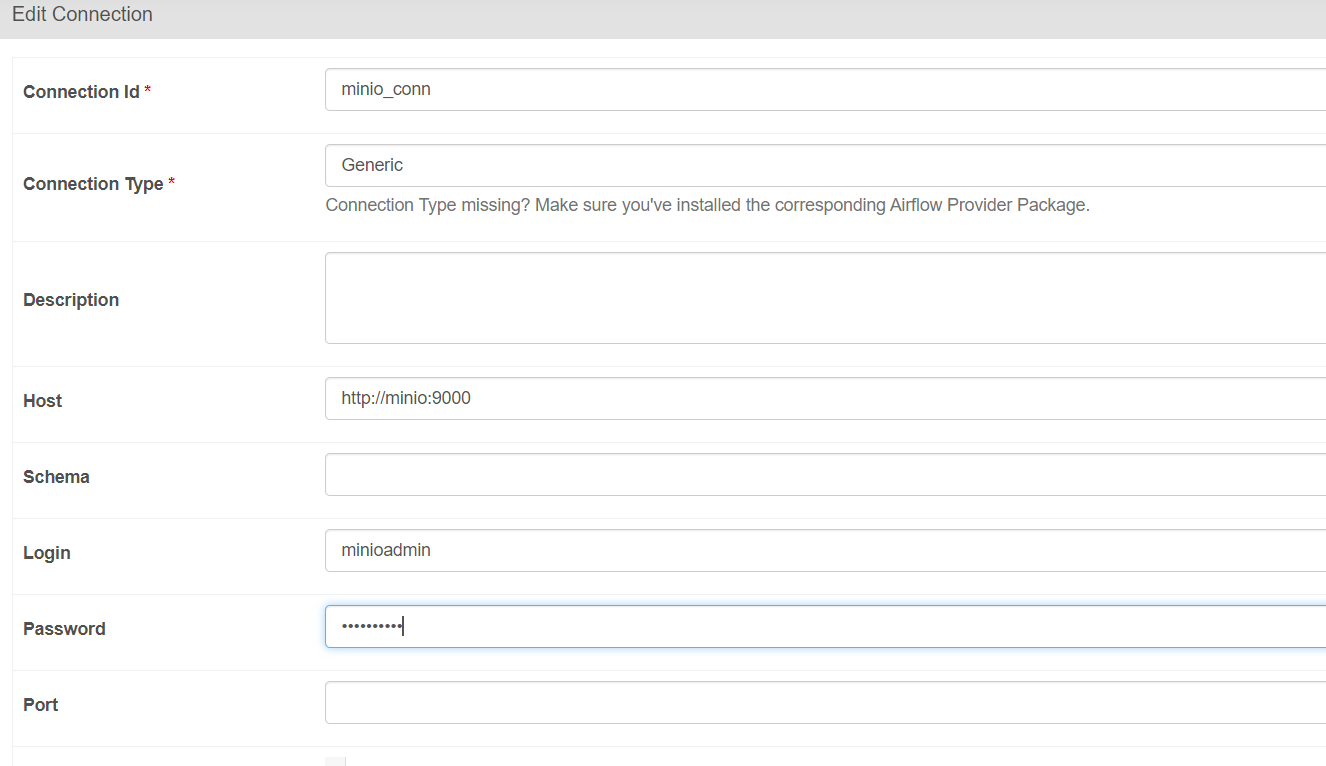 Edit Connection
Connection Id *
minio_conn
Connection Type *
Generic
Connection Type missing? Make sure you've installed the corresponding Airflow Provider Package.
Description
Host
http://minio:9000
Schema
Login
minioadmin
Password
••••••••••
Port